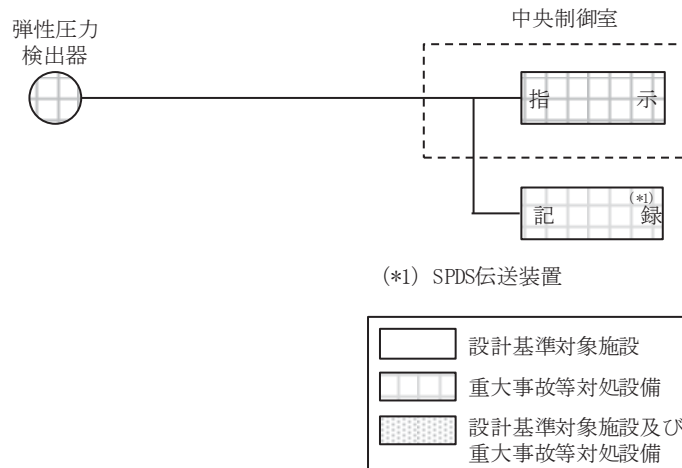 中央制御室
弾性圧力
検出器
指　　示
(*1)
記　　録
(*1) SPDS伝送装置
設計基準対象施設
重大事故等対処設備
設計基準対象施設及び
重大事故等対処設備